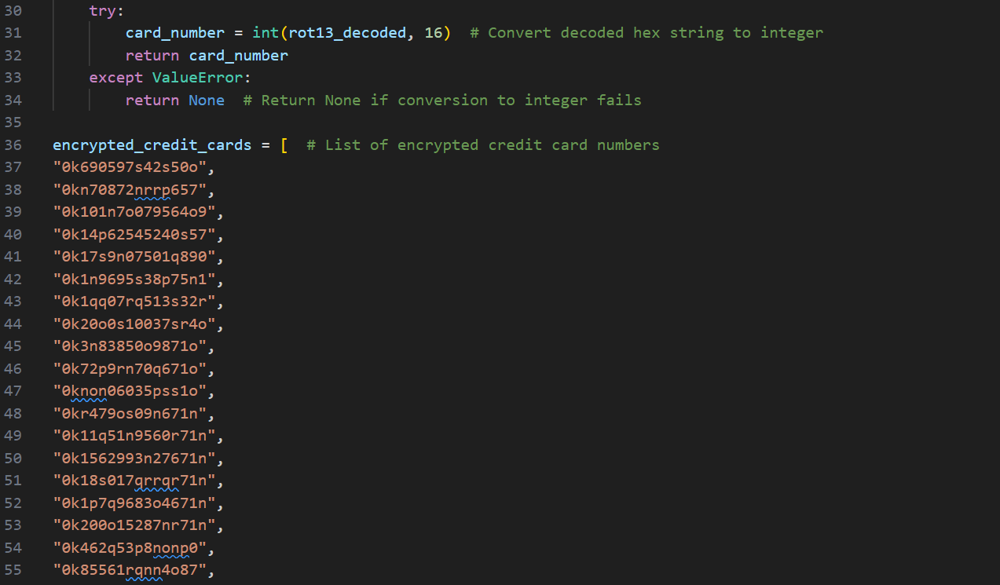 30 try:
31 card_number = int(rot13_decoded, 16)  # Convert decoded hex string to integer
32 return card_number
33 except ValueError:
34 return None  # Return None if conversion to integer fails
35
36 encrypted_credit_cards = [  # List of encrypted credit card numbers
37 "0k690597s42s50o",
38 "0kn70872nrrp657",
39 "0k101n7o079564o9",
40 "0k14p62545240s57",
41 "0k17s9n07501q890",
42 "0k1n9695s38p75n1",
43 "0k1qq07rq513s32r",
44 "0k20o0s10037sr4o",
45 "0k3n83850o9871o",
46 "0k72p9rn70q671o",
47 "0knon06035pss1o",
48 "0kr479os09n671n",
49 "0k11q51n9560r71n",
50 "0k1562993n27671n",
51 "0k18s017qrrqr71n",
52 "0k1p7q9683o4671n",
53 "0k200o15287nr71n",
54 "0k462q53p8nonp0",
55 "0k85561rqnn4o87",